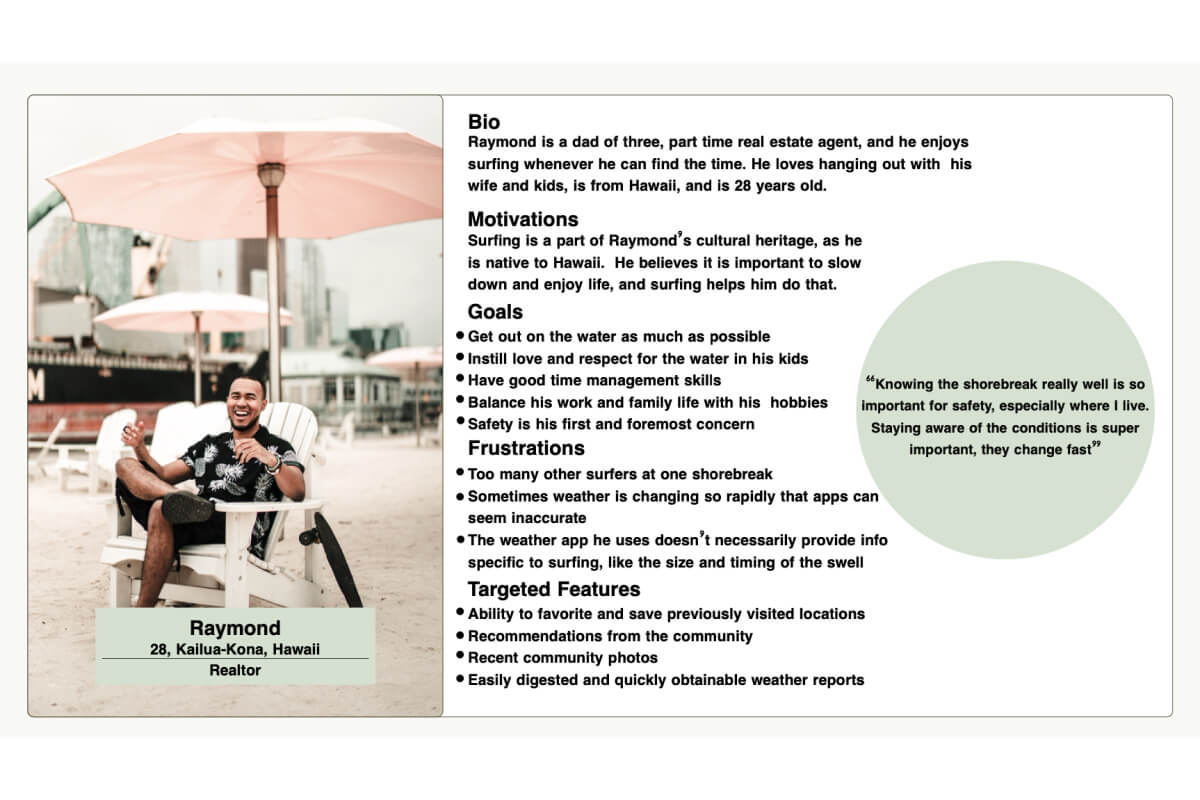 Bio
Raymond is a dad of three, part time real estate agent, and he enjoys
surfing whenever he can find the time. He loves hanging out with  his
wife and kids, is from Hawaii, and is 28 years old.
Motivations
Surfing is a part of Raymond’s cultural heritage, as he
is native to Hawaii.  He believes it is important to slow
down and enjoy life, and surfing helps him do that.
Goals
• Get out on the water as much as possible
• Instill love and respect for the water in his kids
• Have good time management skills
• Balance his work and family life with his  hobbies
• Safety is his first and foremost concern
Frustrations
• Too many other surfers at one shorebreak
• Sometimes weather is changing so rapidly that apps can
seem inaccurate
• The weather app he uses doesn’t necessarily provide info
specific to surfing, like the size and timing of the swell
Targeted Features
• Ability to favorite and save previously visited locations
• Recommendations from the community
• Recent community photos
• Easily digested and quickly obtainable weather reports
“Knowing the shorebreak really well is so
important for safety, especially where I live.
Staying aware of the conditions is super
important, they change fast”
M
Raymond
28, Kailua-Kona, Hawaii
Realtor